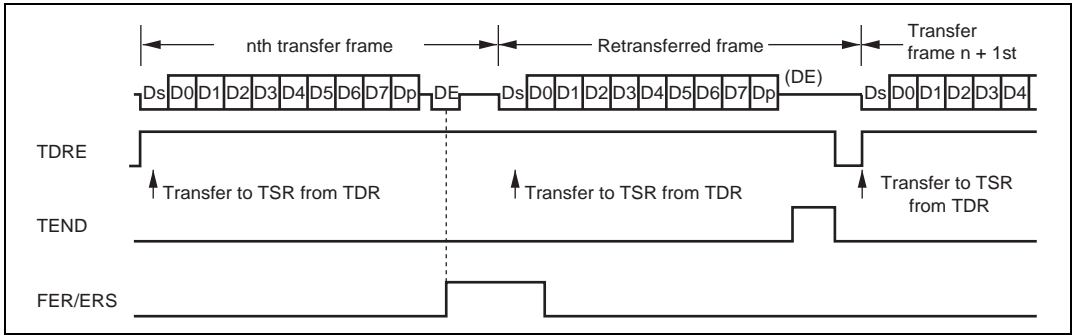 nth transfer frame
Retransferred frame
Transfer
frame n + 1st
Ds D0 D1 D2 D3 D4 D5 D6 D7 Dp DE
Ds D0 D1 D2 D3 D4 D5 D6 D7 Dp
(DE)
Ds D0 D1 D2 D3 D4
TDRE
Transfer to TSR from TDR
Transfer to TSR from TDR
Transfer to TSR
from TDR
TEND
FER/ERS